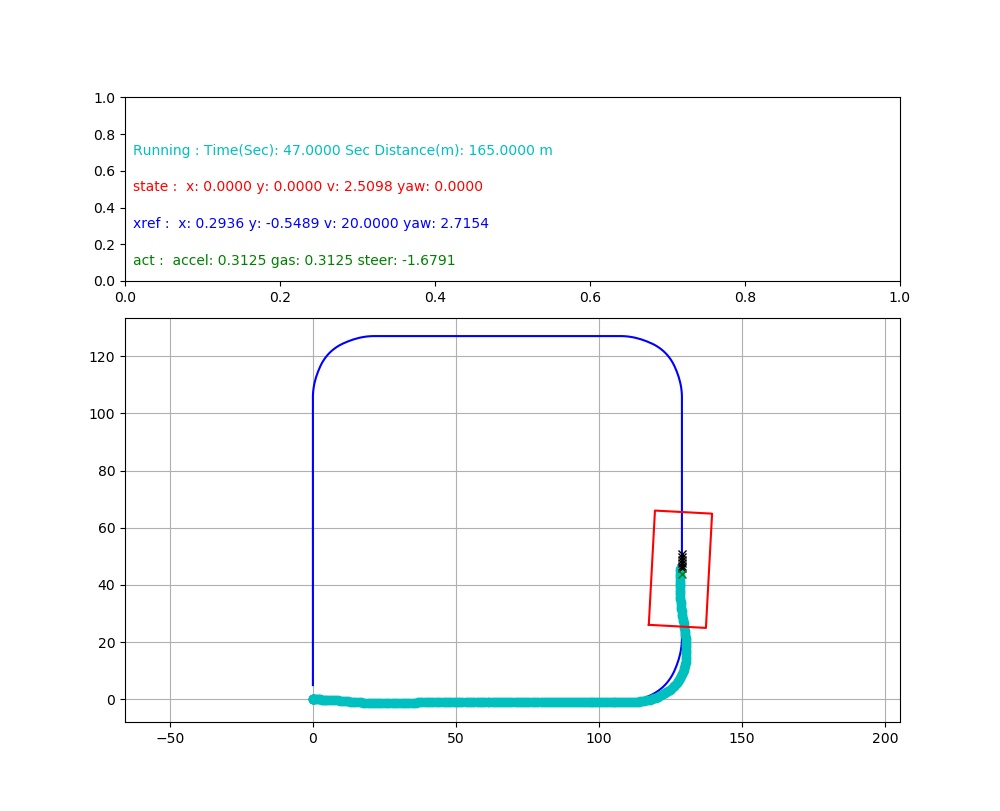 1.0
0.8
Running : Time(Sec): 47.0000 Sec Distance(m): 165.0000 m
0.6
state :  x: 0.0000 y: 0.0000 v: 2.5098 yaw: 0.0000
0.4
xref :  x: 0.2936 y: -0.5489 v: 20.0000 yaw: 2.7154
0.2
act :  accel: 0.3125 gas: 0.3125 steer: -1.6791
0.0
0.0 0.2 0.4 0.6 0.8 1.0
120
100
80
60
40
20
0
−50 0 50 100 150 200